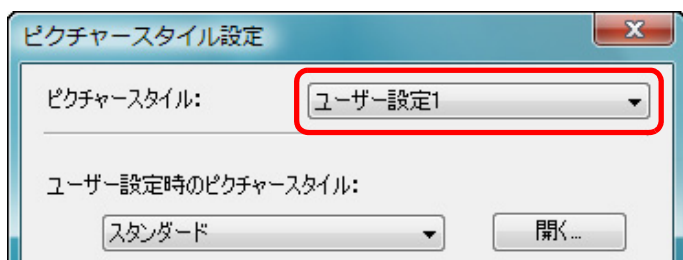 ピクチャースタイル設定
ピクチャースタイル: ユーザー設定1
ユーザー設定時のピクチャースタイル:
スタンダード 開く...